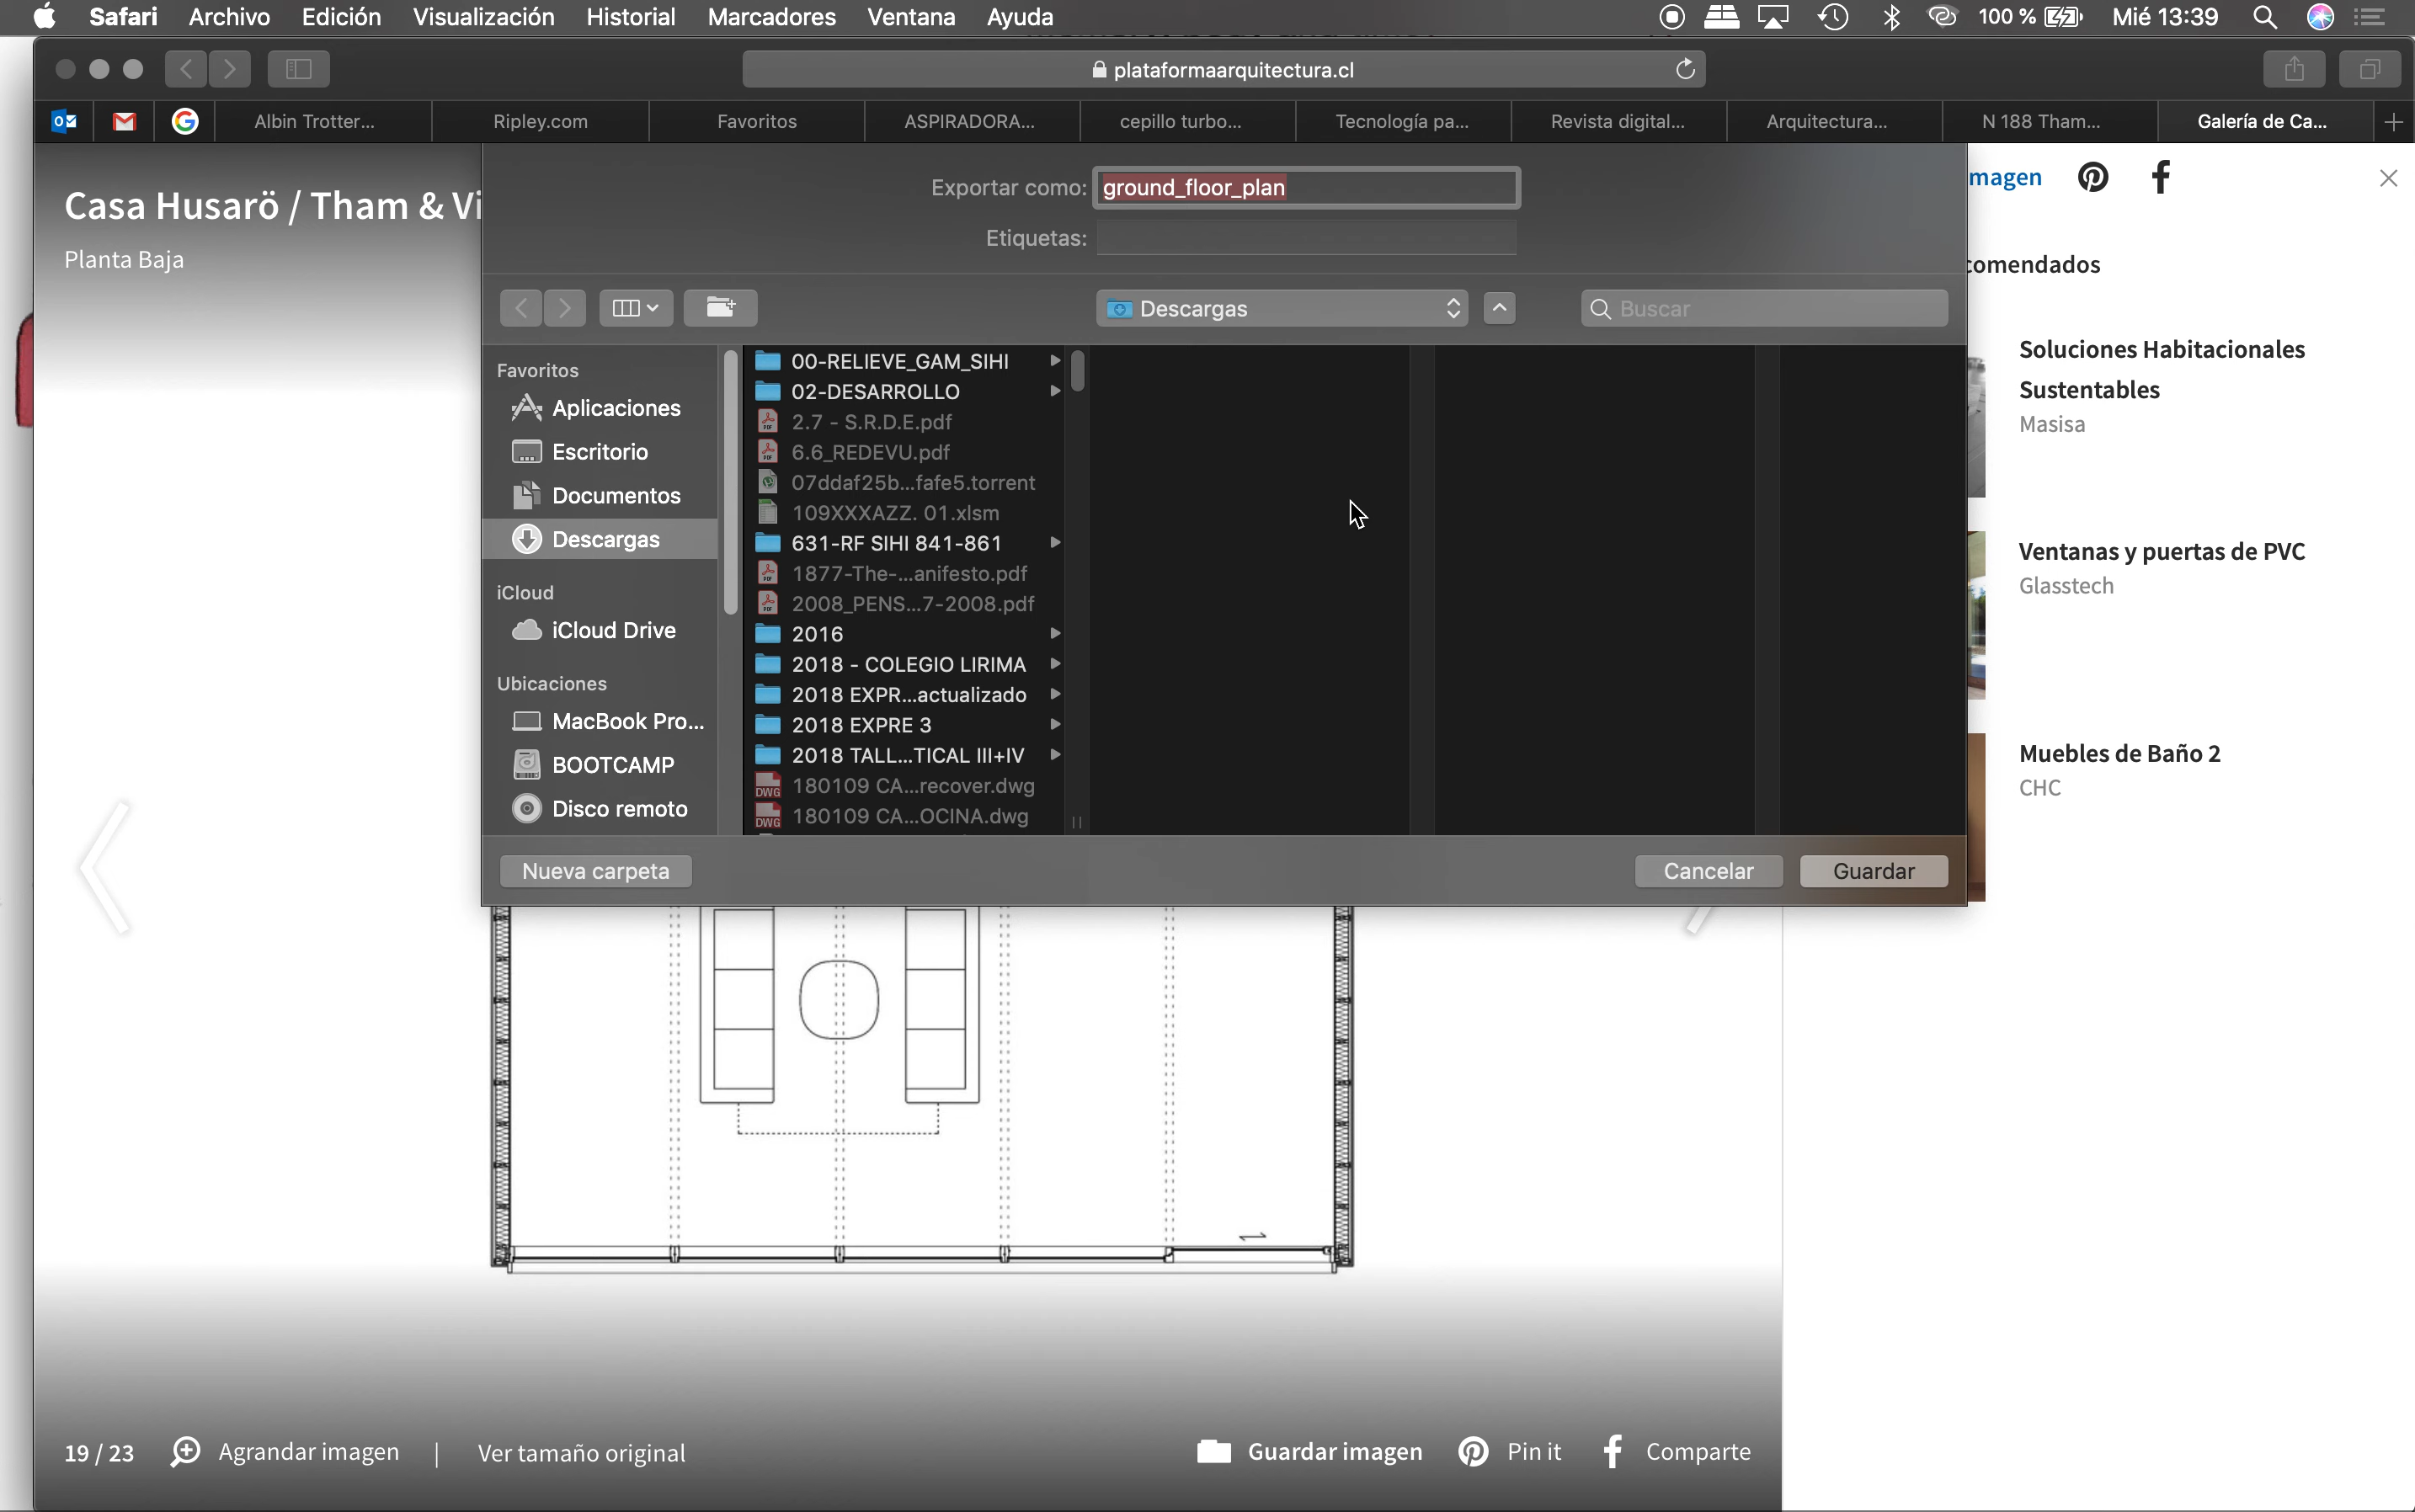 Safari Archivo Edición Visualización Historial Marcadores Ventana Ayuda 100 % Mié 13:39
plataformaarquitectura.cl
Albin Trotter... Ripley.com Favoritos ASPIRADORA... cepillo turbo... Tecnología pa... Revista digital... Arquitectura... N 188 Tham... Galería de Ca...
Casa Husarö / Tham & Vi
Planta Baja
Exportar como: ground_floor_plan
Etiquetas:
Descargas
Buscar
Favoritos
Aplicaciones
Escritorio
Documentos
Descargas
iCloud
iCloud Drive
Ubicaciones
MacBook Pro...
BOOTCAMP
Disco remoto
00-RELIEVE_GAM_SIHI
02-DESARROLLO
2.7 - S.R.D.E.pdf
6.6_REDEVU.pdf
07ddaf25b...fafe5.torrent
109XXXAZZ. 01.xlsm
631-RF SIHI 841-861
1877-The-...anifesto.pdf
2008_PENS...7-2008.pdf
2016
2018 - COLEGIO LIRIMA
2018 EXPR...actualizado
2018 EXPRE 3
2018 TALL...TICAL III+IV
180109 CA...recover.dwg
180109 CA...OCINA.dwg
Nueva carpeta Cancelar Guardar
magen
comendados
Soluciones Habitacionales
Sustentables
Masisa
Ventanas y puertas de PVC
Glasstech
Muebles de Baño 2
CHC
19 / 23 Agrandar imagen | Ver tamaño original Guardar imagen Pin it Comparte